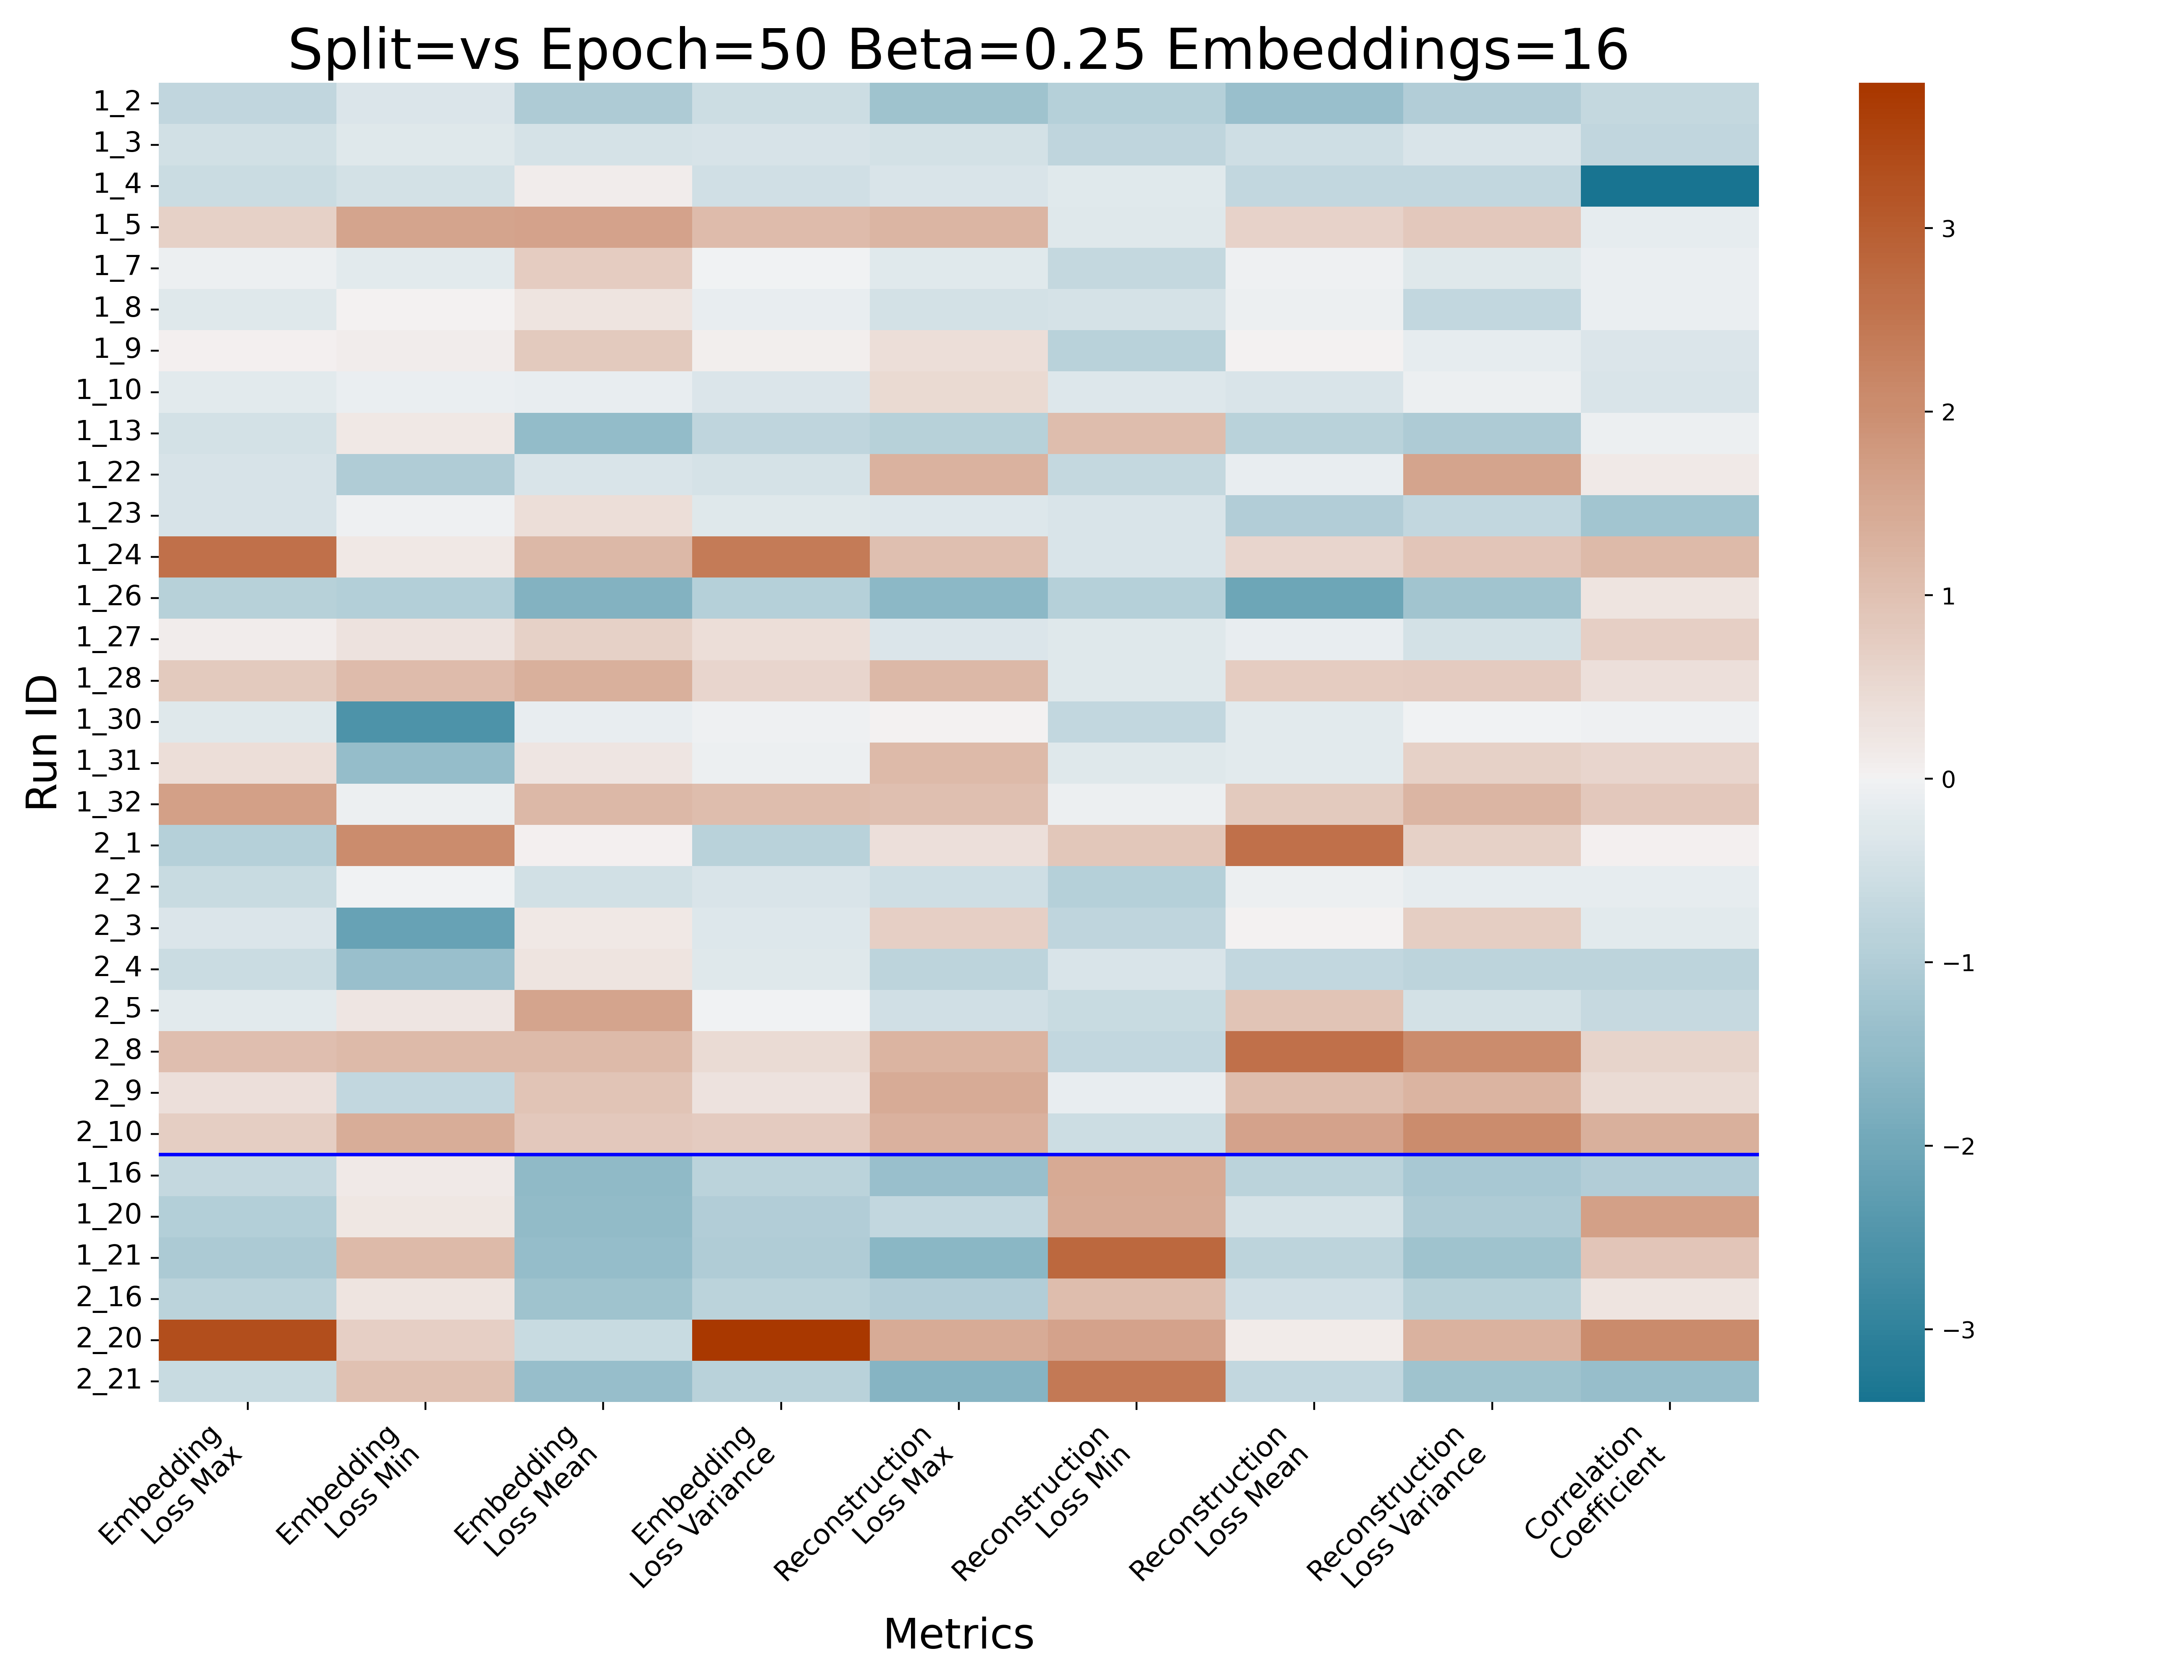 Split=vs Epoch=50 Beta=0.25 Embeddings=16
Run ID
1_2
1_3
1_4
1_5
1_7
1_8
1_9
1_10
1_13
1_22
1_23
1_24
1_26
1_27
1_28
1_30
1_31
1_32
2_1
2_2
2_3
2_4
2_5
2_8
2_9
2_10
1_16
1_20
1_21
2_16
2_20
2_21
Embedding
Loss Max
Embedding
Loss Min
Embedding
Loss Mean
Embedding
Loss Variance
Reconstruction
Loss Max
Reconstruction
Loss Min
Reconstruction
Loss Mean
Reconstruction
Loss Variance
Correlation
Coefficient
Metrics
3
2
1
0
−1
−2
−3